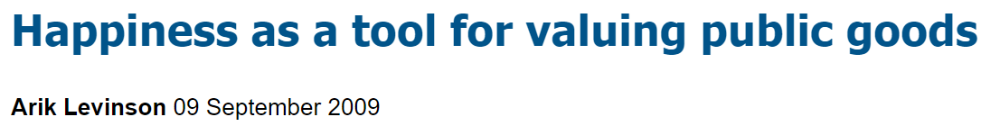 Happiness as a tool for valuing public goods
Arik Levinson 09 September 2009